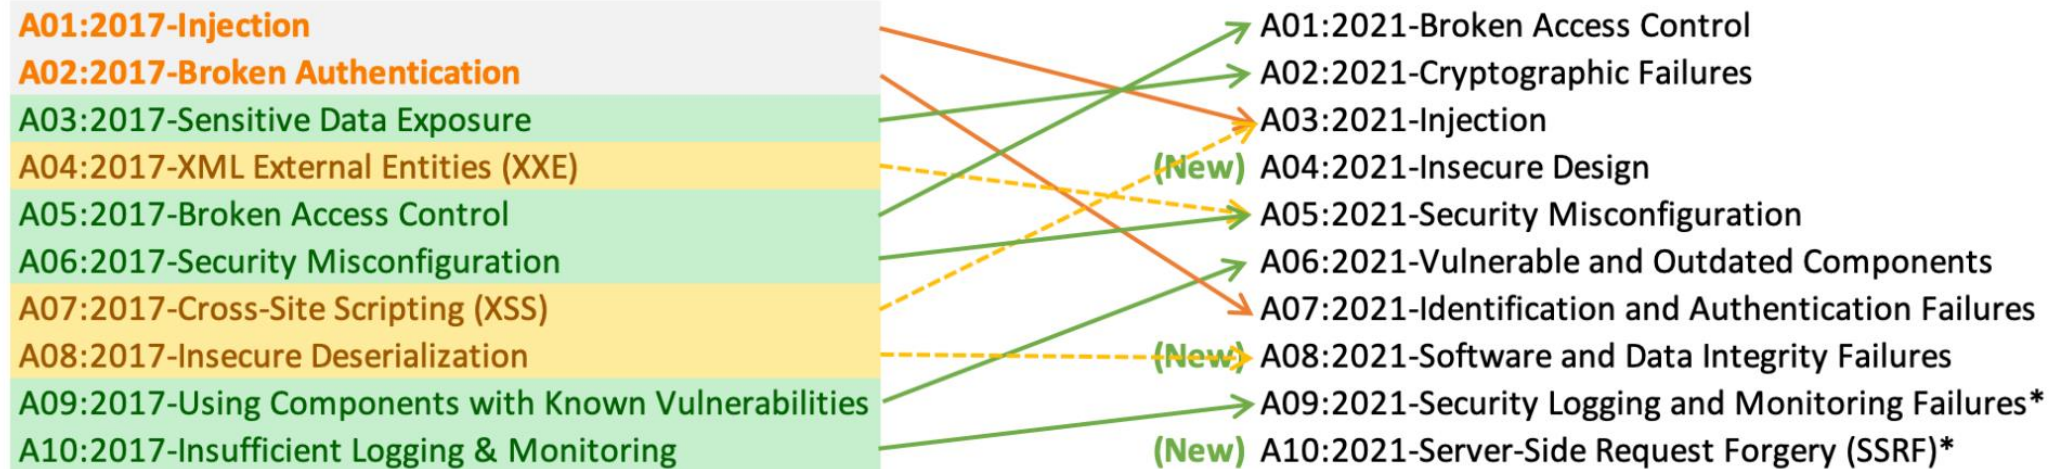 A01:2017-Injection
A02:2017-Broken Authentication
A03:2017-Sensitive Data Exposure
A04:2017-XML External Entities (XXE)
A05:2017-Broken Access Control
A06:2017-Security Misconfiguration
A07:2017-Cross-Site Scripting (XSS)
A08:2017-Insecure Deserialization
A09:2017-Using Components with Known Vulnerabilities
A10:2017-Insufficient Logging & Monitoring
A01:2021-Broken Access Control
A02:2021-Cryptographic Failures
A03:2021-Injection
(New) A04:2021-Insecure Design
A05:2021-Security Misconfiguration
A06:2021-Vulnerable and Outdated Components
A07:2021-Identification and Authentication Failures
(New) A08:2021-Software and Data Integrity Failures
A09:2021-Security Logging and Monitoring Failures*
(New) A10:2021-Server-Side Request Forgery (SSRF)*